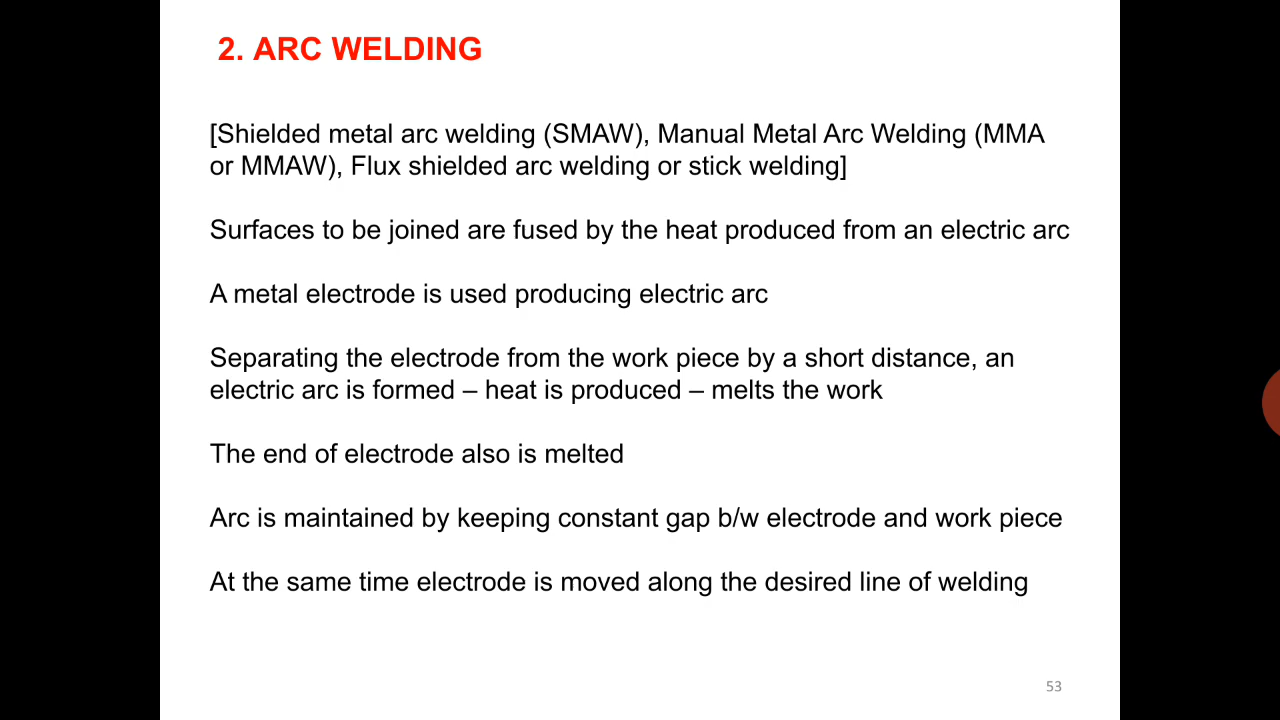 2. ARC WELDING
[Shielded metal arc welding (SMAW), Manual Metal Arc Welding (MMA
or MMAW), Flux shielded arc welding or stick welding]
Surfaces to be joined are fused by the heat produced from an electric arc
A metal electrode is used producing electric arc
Separating the electrode from the work piece by a short distance, an
electric arc is formed – heat is produced – melts the work
The end of electrode also is melted
Arc is maintained by keeping constant gap b/w electrode and work piece
At the same time electrode is moved along the desired line of welding
53